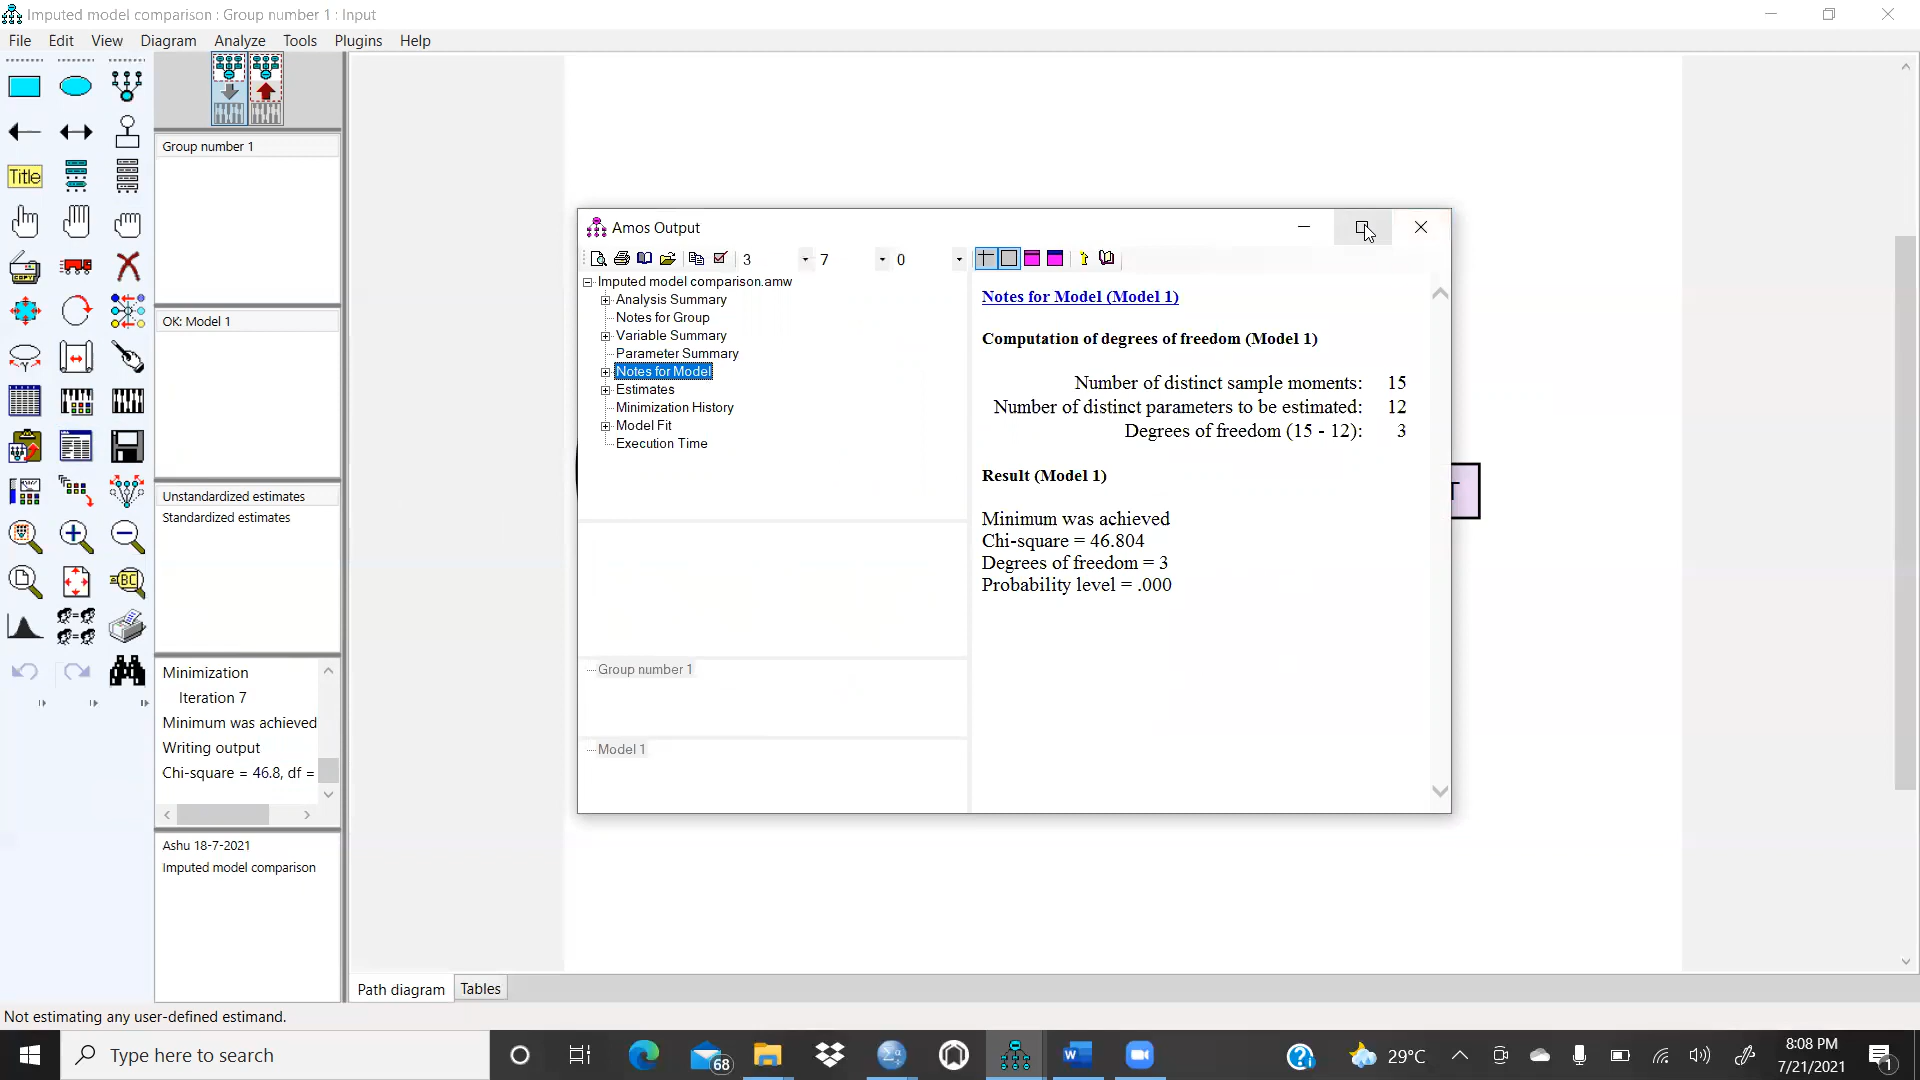 Imputed model comparison : Group number 1 : Input
File Edit View Diagram Analyze Tools Plugins Help
Title
COPY
ABC
Group number 1
OK: Model 1
Unstandardized estimates
Standardized estimates
Minimization
Iteration 7
Minimum was achieved
Writing output
Chi-square = 46.8, df =
Ashu 18-7-2021
Imputed model comparison
Amos Output
3 7 0
Imputed model comparison.amw
Analysis Summary
Notes for Group
Variable Summary
Parameter Summary
Notes for Model
Estimates
Minimization History
Model Fit
Execution Time
Group number 1
Model 1
Notes for Model (Model 1)
Computation of degrees of freedom (Model 1)
Number of distinct sample moments: 15
Number of distinct parameters to be estimated: 12
Degrees of freedom (15 - 12): 3
Result (Model 1)
Minimum was achieved
Chi-square = 46.804
Degrees of freedom = 3
Probability level = .000
Path diagram Tables
Not estimating any user-defined estimand.
Type here to search
68
29°C
8:08 PM
7/21/2021
1